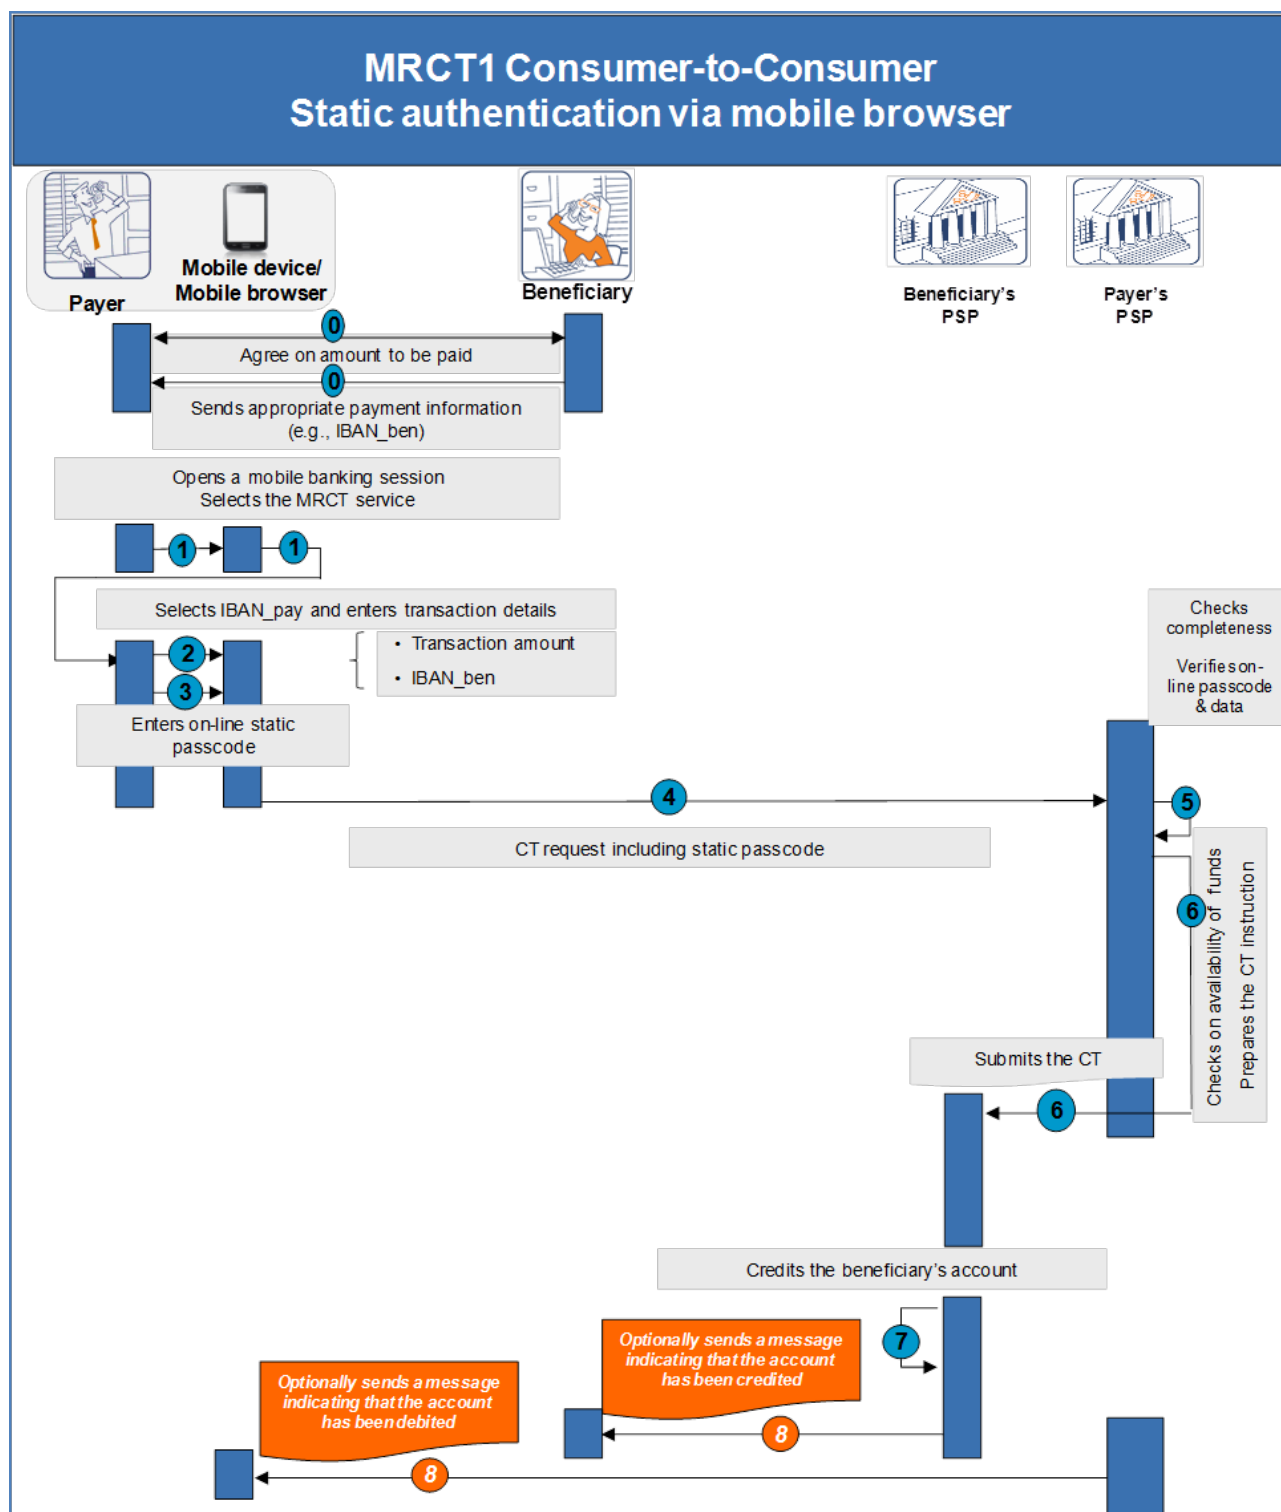 MRCT1 Consumer-to-Consumer
Static authentication via mobile browser
Payer
Mobile device/
Mobile browser
Beneficiary
Beneficiary's
PSP
Payer's
PSP
0
Agree on amount to be paid
0
Sends appropriate payment information
(e.g., IBAN_ben)
Opens a mobile banking session
Selects the MRCT service
1
1
Selects IBAN_pay and enters transaction details
• Transaction amount
• IBAN_ben
2
3
Enters on-line static
passcode
Checks
completeness
Verifies on-
line passcode
& data
4
CT request including static passcode
5
6
Checks on availability of funds
Prepares the CT instruction
Submits the CT
6
Credits the beneficiary's account
7
Optionally sends a message
indicating that the account
has been credited
8
Optionally sends a message
indicating that the account
has been debited
8